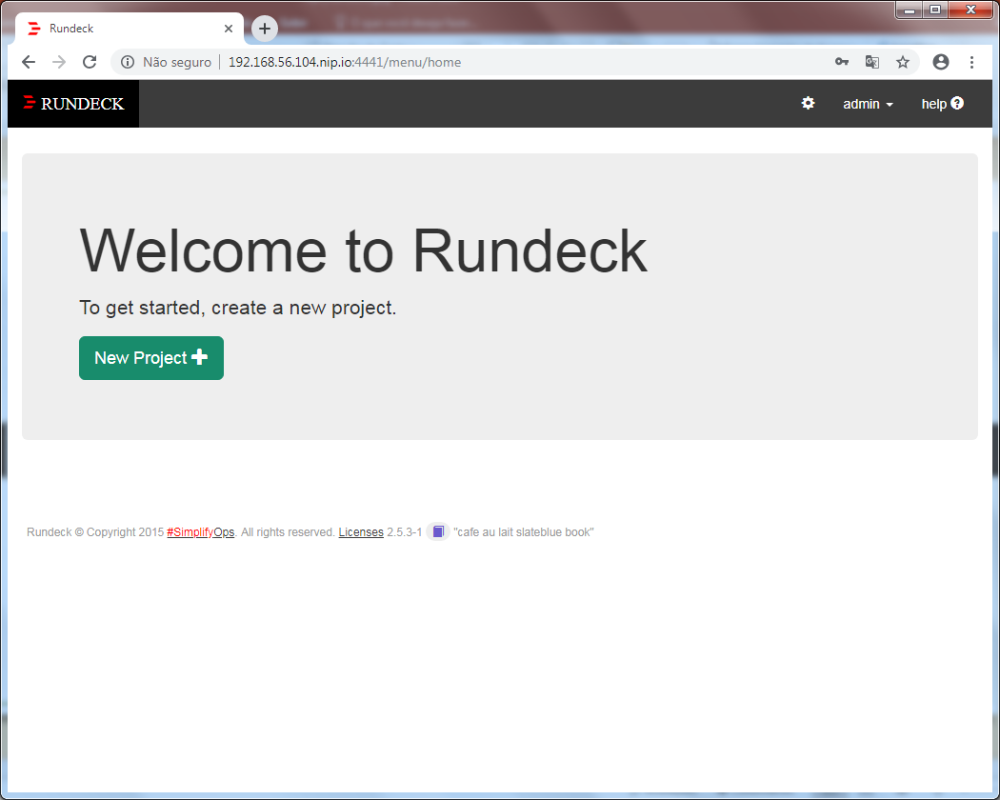 Rundeck
Não seguro 192.168.56.104.nip.io:4441/menu/home
RUNDECK admin help
Welcome to Rundeck
To get started, create a new project.
New Project
Rundeck © Copyright 2015 #SimplifyOps. All rights reserved. Licenses 2.5.3-1 "cafe au lait slateblue book"